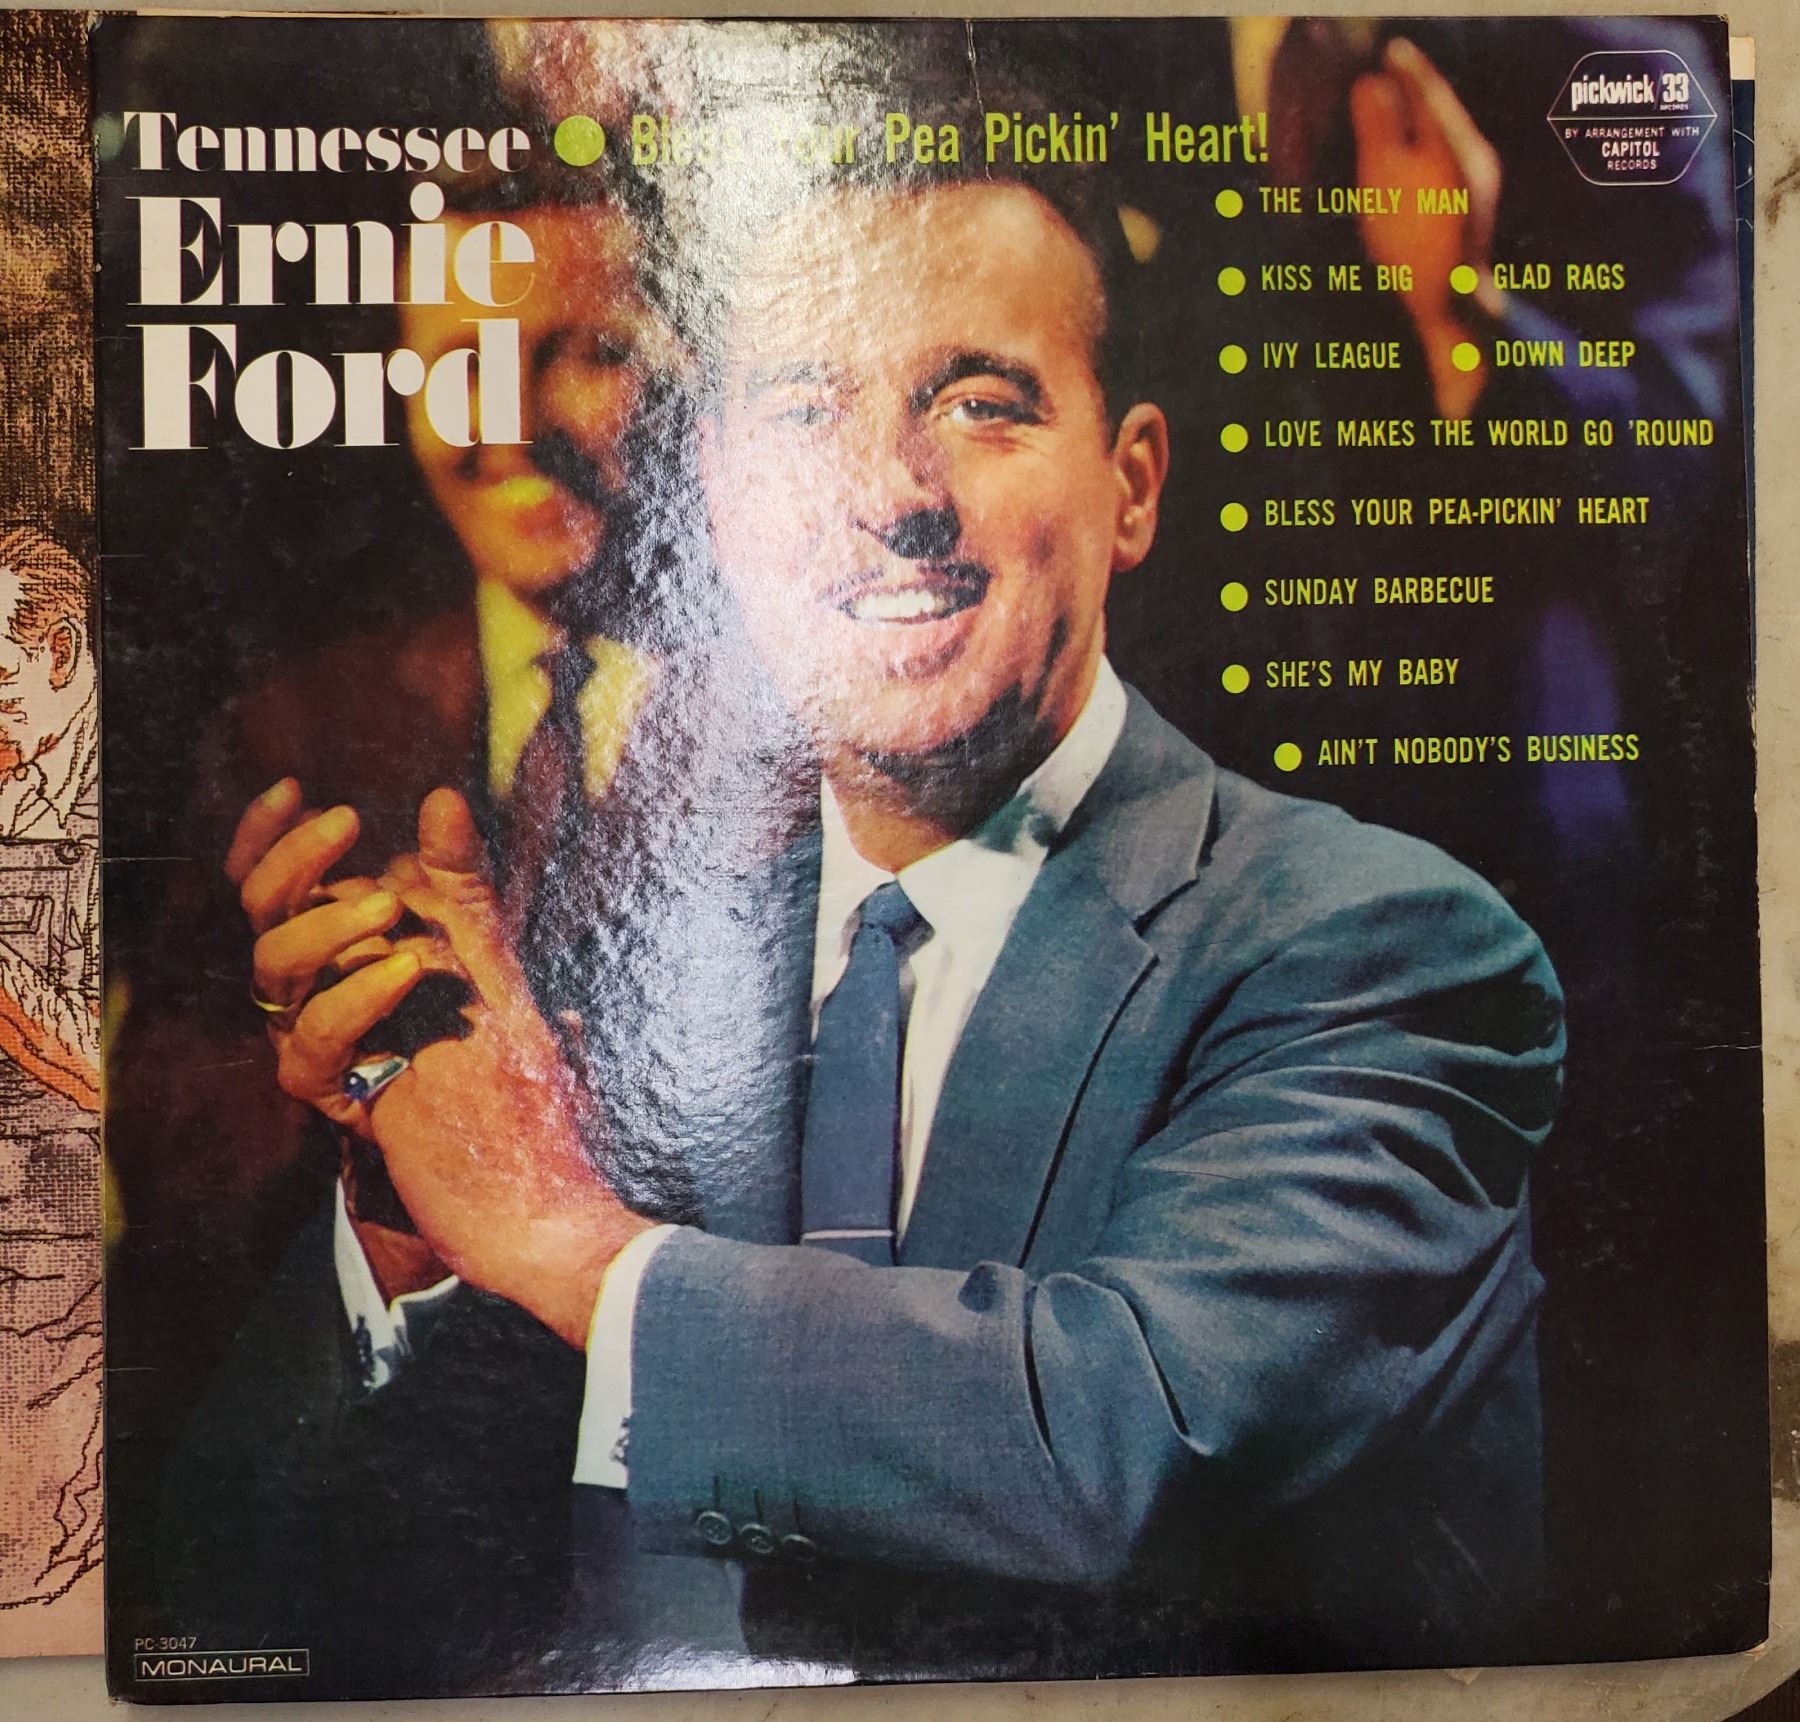 Tennessee
Ernie
Ford
Bless Your Pea Pickin' Heart!
pickwick/33
RECORDS
BY ARRANGEMENT WITH
CAPITOL
RECORDS
THE LONELY MAN
KISS ME BIG GLAD RAGS
IVY LEAGUE DOWN DEEP
LOVE MAKES THE WORLD GO 'ROUND
BLESS YOUR PEA-PICKIN' HEART
SUNDAY BARBECUE
SHE'S MY BABY
AIN'T NOBODY'S BUSINESS
PC-3047
MONAURAL